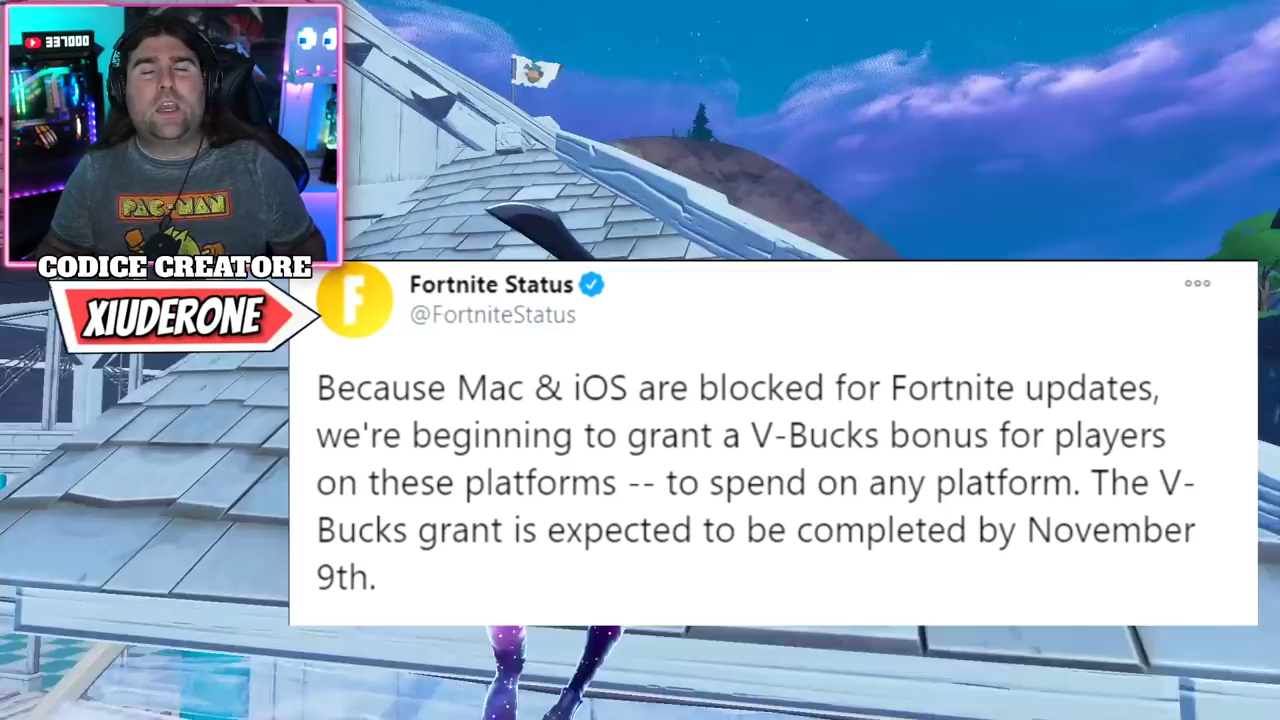 337000
PAC-MAN
CODICE CREATORE
XIUDERONE
Fortnite Status
@FortniteStatus
Because Mac & iOS are blocked for Fortnite updates,
we're beginning to grant a V-Bucks bonus for players
on these platforms -- to spend on any platform. The V-
Bucks grant is expected to be completed by November
9th.